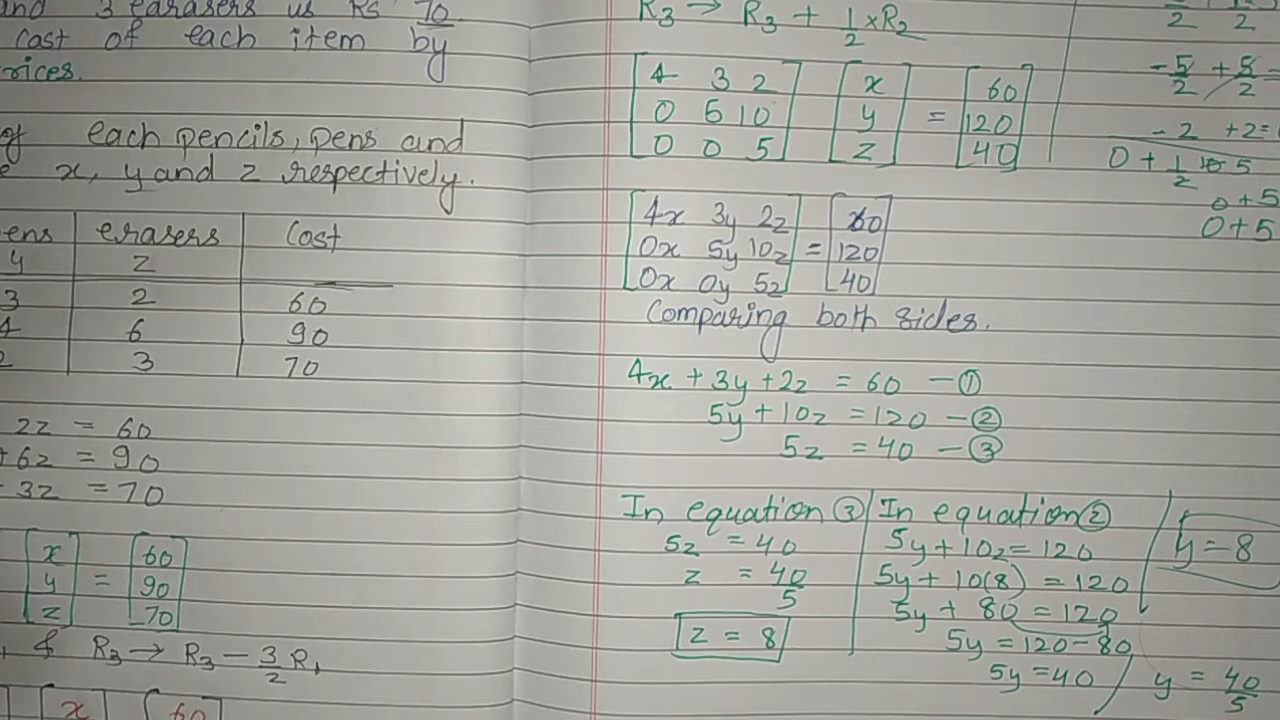 and 3 erasers is Rs 70
cost of each item by
rices.
of each pencils, pens and
e x, y and z respectively.
ens erasers Cost
y z
3 2 60
4 6 90
2 3 70
2z = 60
+6z = 90
- 3z = 70
[x y z] = [60 90 70]
, & R3 → R3 - 3/2 R1
[x [60
R3 → R3 + 1/2 × R2
[4 3 2] [x] = [60]
[0 5 10] [y] = [120]
[0 0 5] [z] = [40]
[4x 3y 2z] = [60]
[0x 5y 10z] = [120]
[0x 0y 5z] = [40]
Comparing both sides.
4x + 3y + 2z = 60 - ①
5y + 10z = 120 - ②
5z = 40 - ③
In equation ③
5z = 40
z = 40/5
z = 8
In equation ②
5y + 10z = 120
5y + 10(8) = 120
5y + 80 = 120
5y = 120 - 80
5y = 40
y = 40/5
y = 8
-5/2 + 5/2 =
- 2 + 2 =
0 + 5
0 + 5